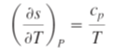 (∂s/∂T)_P = c_p/T